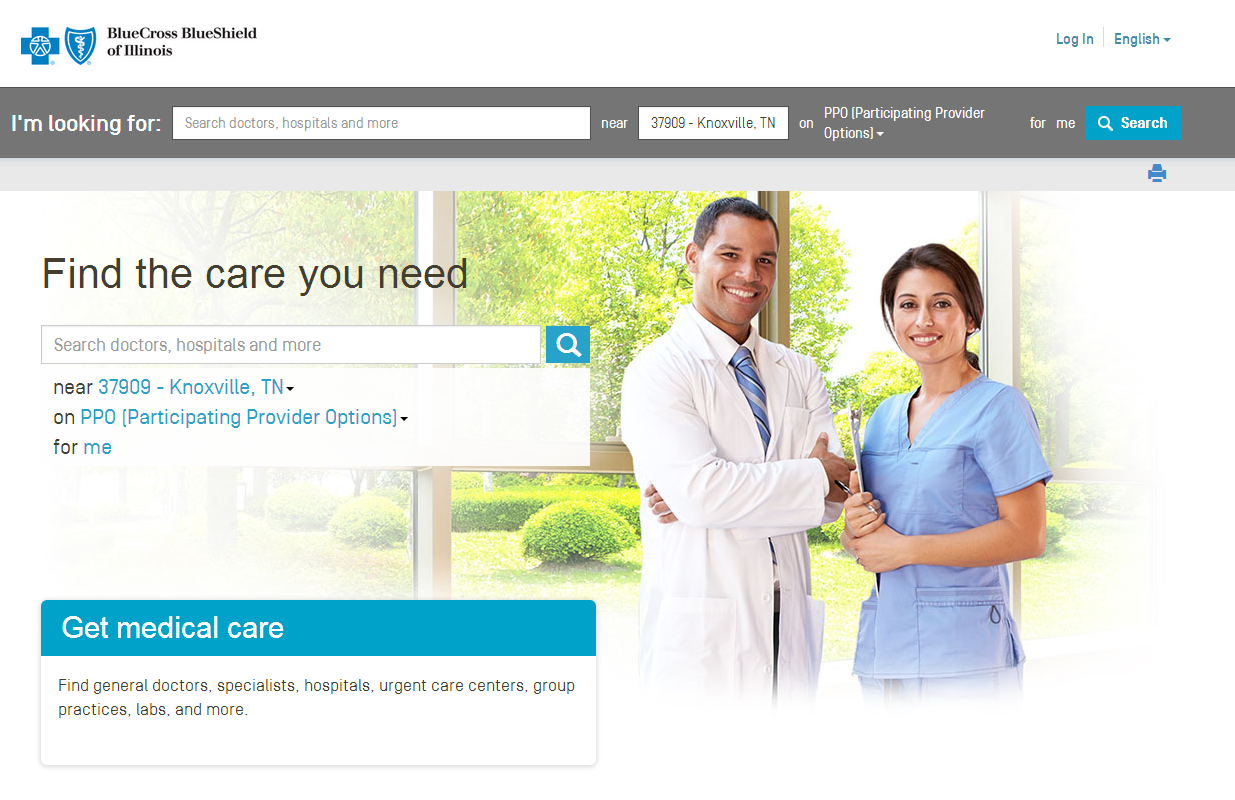 BlueCross BlueShield
of Illinois
Log In
English
I'm looking for:
Search doctors, hospitals and more
near
37909 - Knoxville, TN
on
PPO [Participating Provider
Options]
for me
Search
Find the care you need
Search doctors, hospitals and more
near 37909 - Knoxville, TN
on PPO [Participating Provider Options]
for me
Get medical care
Find general doctors, specialists, hospitals, urgent care centers, group
practices, labs, and more.